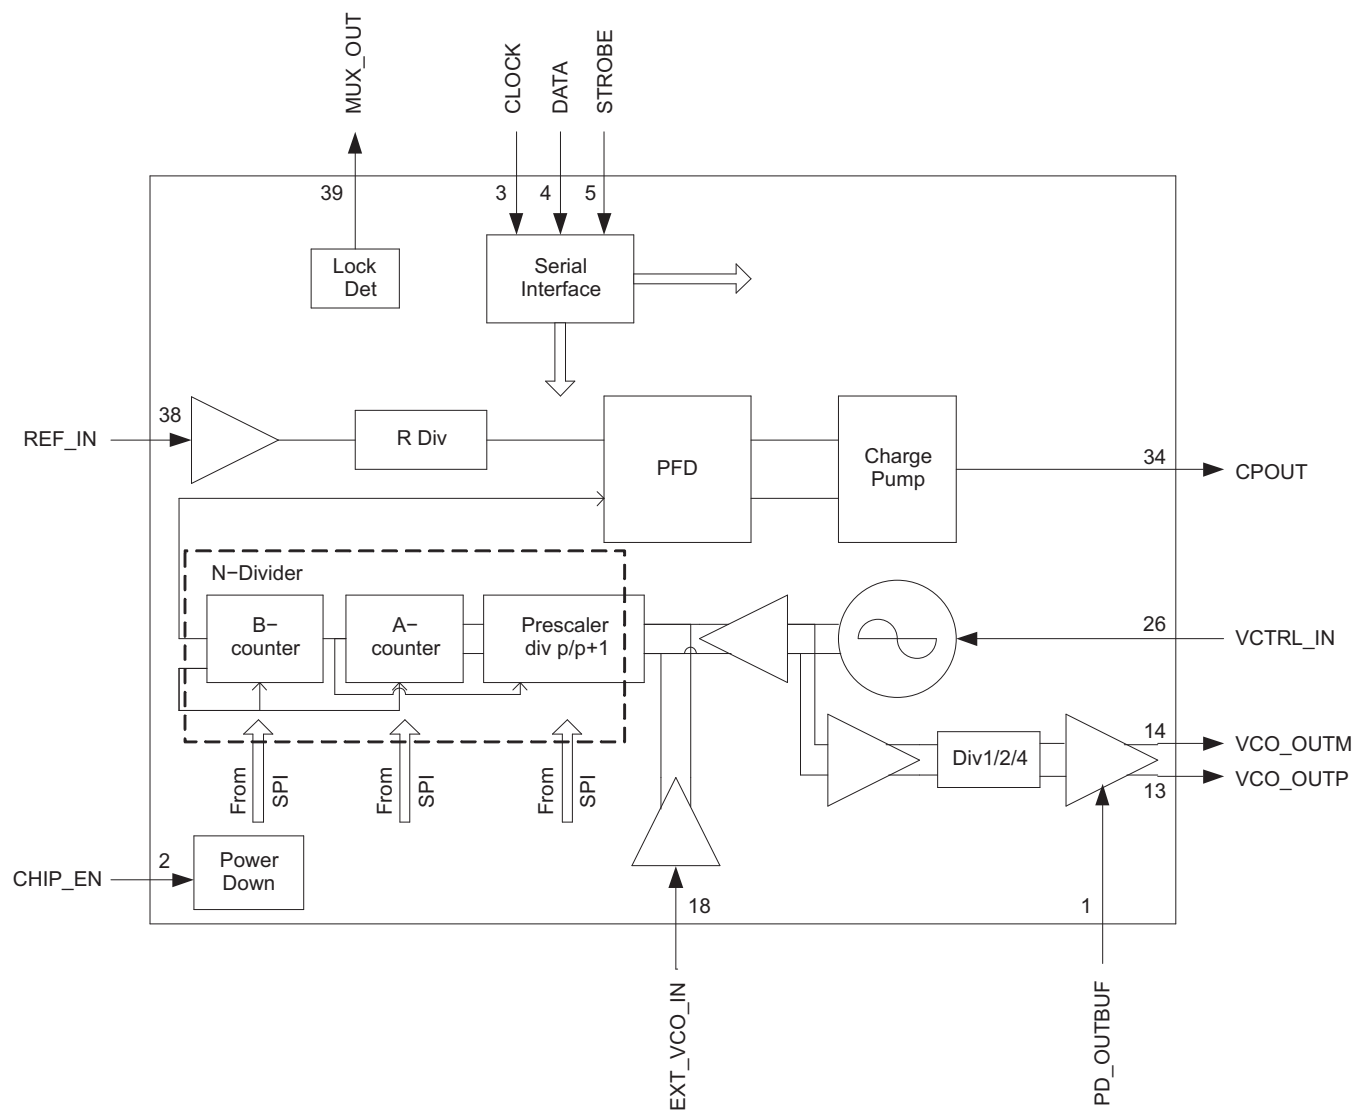 MUX_OUT
CLOCK
DATA
STROBE
39
3
4
5
Lock
Det
Serial
Interface
REF_IN
38
R Div
PFD
Charge
Pump
34
CPOUT
N−Divider
B−
counter
A−
counter
Prescaler
div p/p+1
26
VCTRL_IN
From
SPI
From
SPI
From
SPI
Div1/2/4
14
VCO_OUTM
VCO_OUTP
13
CHIP_EN
2
Power
Down
18
1
EXT_VCO_IN
PD_OUTBUF